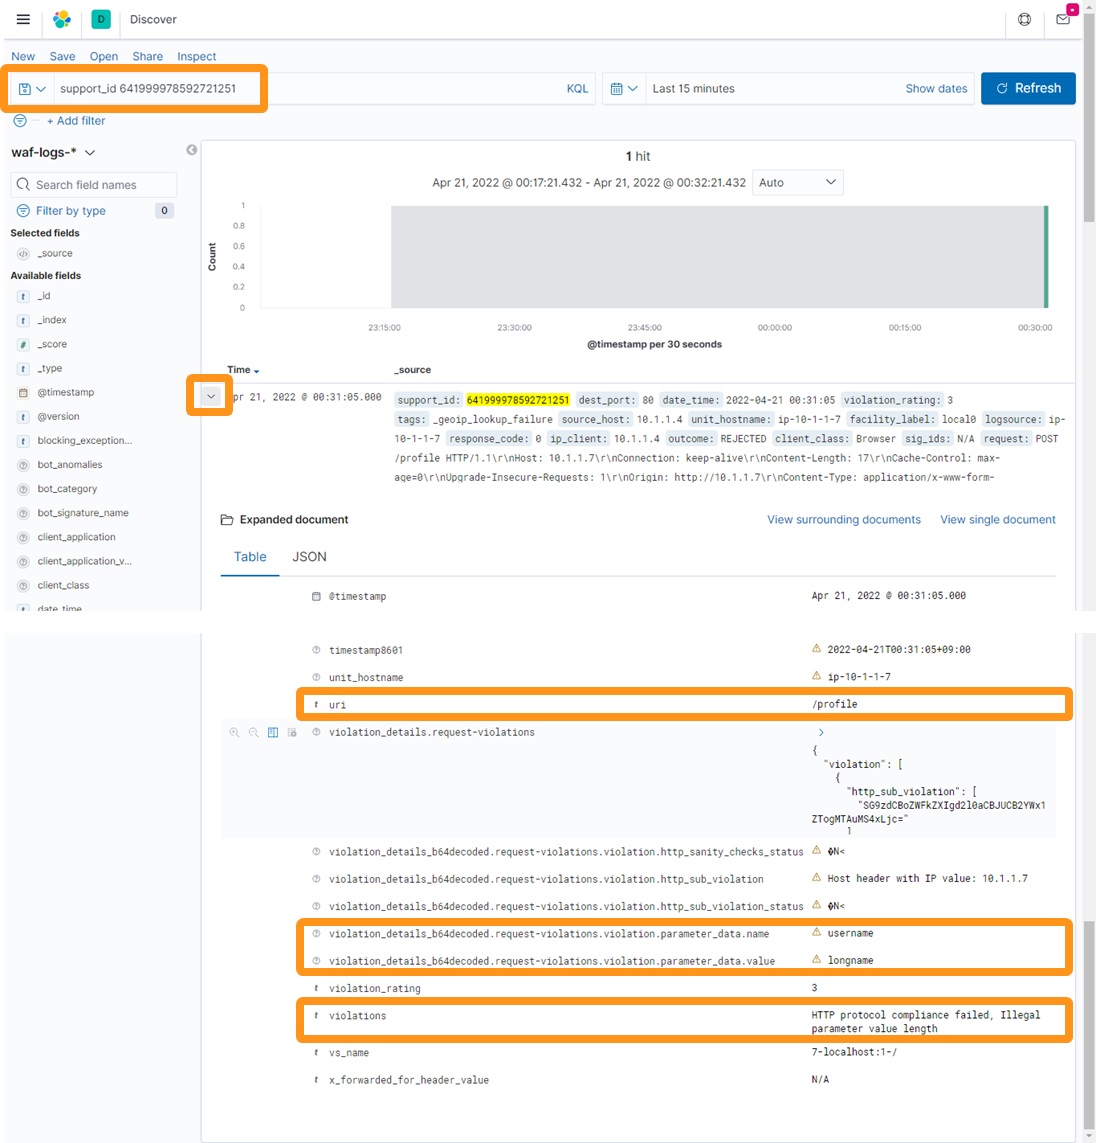 D Discover
New Save Open Share Inspect
support_id 641999978592721251 KQL Last 15 minutes Show dates Refresh
+ Add filter
waf-logs-*
Search field names
Filter by type 0
Selected fields
_source
Available fields
t _id
t _index
# _score
t _type
@timestamp
t @version
t blocking_exception...
bot_anomalies
bot_category
bot_signature_name
client_application
client_application_v...
client_class
t date_time
1 hit
Apr 21, 2022 @ 00:17:21.432 - Apr 21, 2022 @ 00:32:21.432 Auto
Count
1
0.8
0.6
0.4
0.2
0
23:15:00 23:30:00 23:45:00 00:00:00 00:15:00 00:30:00
@timestamp per 30 seconds
Time _source
pr 21, 2022 @ 00:31:05.000
support_id: 641999978592721251 dest_port: 80 date_time: 2022-04-21 00:31:05 violation_rating: 3
tags: _geoip_lookup_failure source_host: 10.1.1.4 unit_hostname: ip-10-1-1-7 facility_label: local0 logsource: ip-
10-1-1-7 response_code: 0 ip_client: 10.1.1.4 outcome: REJECTED client_class: Browser sig_ids: N/A request: POST
/profile HTTP/1.1\r\nHost: 10.1.1.7\r\nConnection: keep-alive\r\nContent-Length: 17\r\nCache-Control: max-
age=0\r\nUpgrade-Insecure-Requests: 1\r\nOrigin: http://10.1.1.7\r\nContent-Type: application/x-www-form-
Expanded document View surrounding documents View single document
Table JSON
@timestamp Apr 21, 2022 @ 00:31:05.000
timestamp8601 2022-04-21T00:31:05+09:00
unit_hostname ip-10-1-1-7
t uri /profile
violation_details.request-violations
{
"violation": [
{
"http_sub_violation": [
"SG9zdCBoZWFkZXIgd2l0aCBJUCB2YWx1
ZTogMTAuMS4xLjc="
]
violation_details_b64decoded.request-violations.violation.http_sanity_checks_status �N<
violation_details_b64decoded.request-violations.violation.http_sub_violation Host header with IP value: 10.1.1.7
violation_details_b64decoded.request-violations.violation.http_sub_violation_status �N<
violation_details_b64decoded.request-violations.violation.parameter_data.name username
violation_details_b64decoded.request-violations.violation.parameter_data.value longname
t violation_rating 3
t violations HTTP protocol compliance failed, Illegal
parameter value length
t vs_name 7-localhost:1-/
t x_forwarded_for_header_value N/A